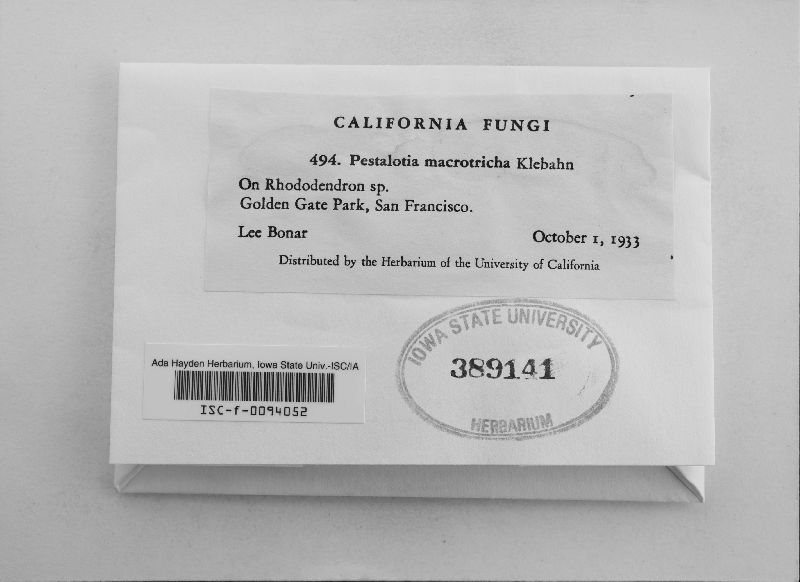 CALIFORNIA FUNGI
494. Pestalotia macrotricha Klebahn
On Rhododendron sp.
Golden Gate Park, San Francisco.
Lee Bonar October 1, 1933
Distributed by the Herbarium of the University of California
IOWA STATE UNIVERSITY
389141
HERBARIUM
Ada Hayden Herbarium, Iowa State Univ.-ISC/IA
ISC-f-0094052